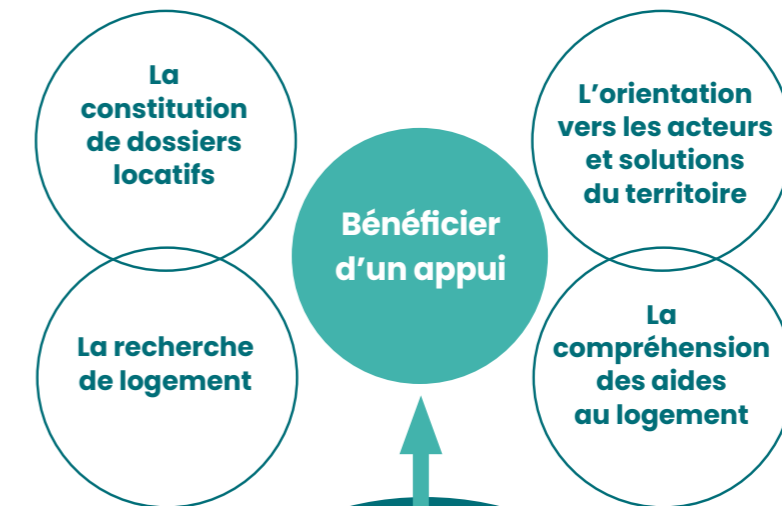 La
constitution
de dossiers
locatifs
La recherche
de logement
Bénéficier
d'un appui
L'orientation
vers les acteurs
et solutions
du territoire
La
compréhension
des aides
au logement